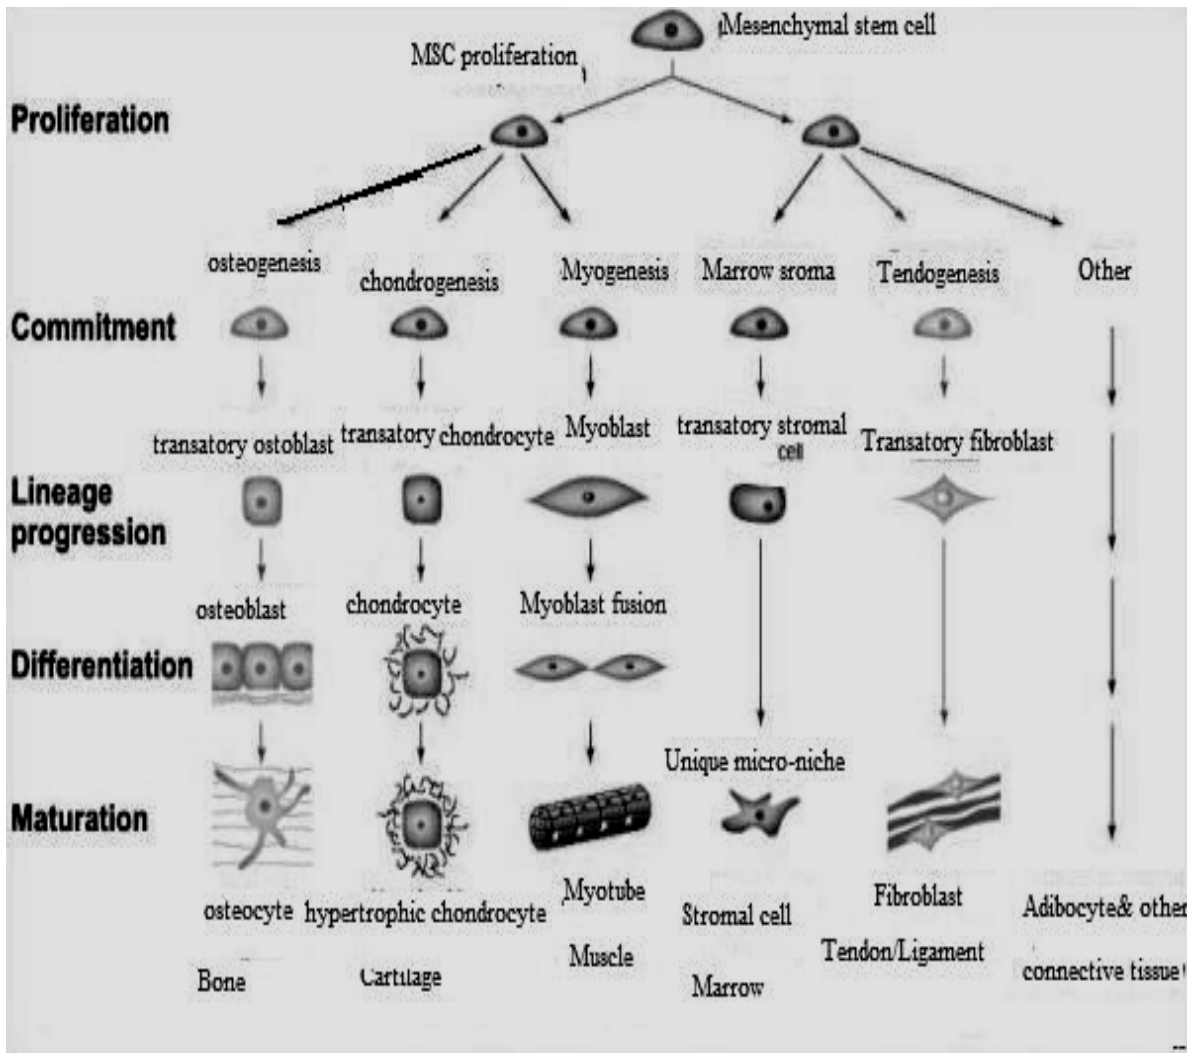 Mesenchymal stem cell
MSC proliferation
Proliferation
osteogenesis
chondrogenesis
Myogenesis
Marrow sroma
Tendogenesis
Other
Commitment
transatory ostoblast
transatory chondrocyte
Myoblast
transatory stromal
cell
Transatory fibroblast
Lineage
progression
osteoblast
chondrocyte
Myoblast fusion
Differentiation
Unique micro-niche
Maturation
osteocyte
hypertrophic chondrocyte
Myotube
Stromal cell
Fibroblast
Adibocyte& other
Bone
Cartilage
Muscle
Marrow
Tendon/Ligament
connective tissue